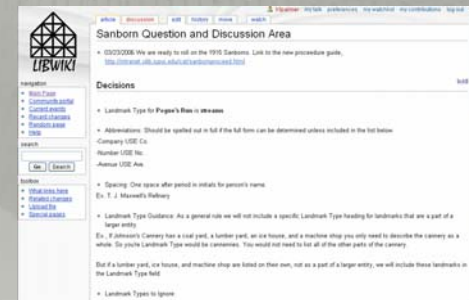 LIBWIKI
my talk preferences my watchlist my contributions log out
article discussion edit history move watch
Sanborn Question and Discussion Area
03/23/2006 We are ready to roll on the 1915 Sanborns. Link to the new procedure guide,
navigation
Main Page
Community portal
Current events
Recent changes
Random page
Help
search
Go Search
toolbox
What links here
Related changes
Upload file
Special pages
Decisions
edit
Landmark Type for Pogue's Run is streams
Abbreviations: Should be spelled out in full if the full form can be determined unless included in the list below.
-Company USE Co.
-Number USE No.
-Avenue USE Ave.
Spacing: One space after period in initials for person's name.
Ex. T. J. Maxwell's Refinery
Landmark Type Guidance: As a general rule we will not include a specific Landmark Type heading for landmarks that are a part of a
larger entity.
Ex., If Johnson's Cannery has a coal yard, a lumber yard, an ice house, and a machine shop you only need to describe the cannery as a
whole. So you're Landmark Type would be canneries. You would not need to list all of the other parts of the cannery.
But if a lumber yard, ice house, and machine shop are listed on their own, not as a part of a larger entity, we will include these landmarks in
the Landmark Type field.
Landmark Types to Ignore